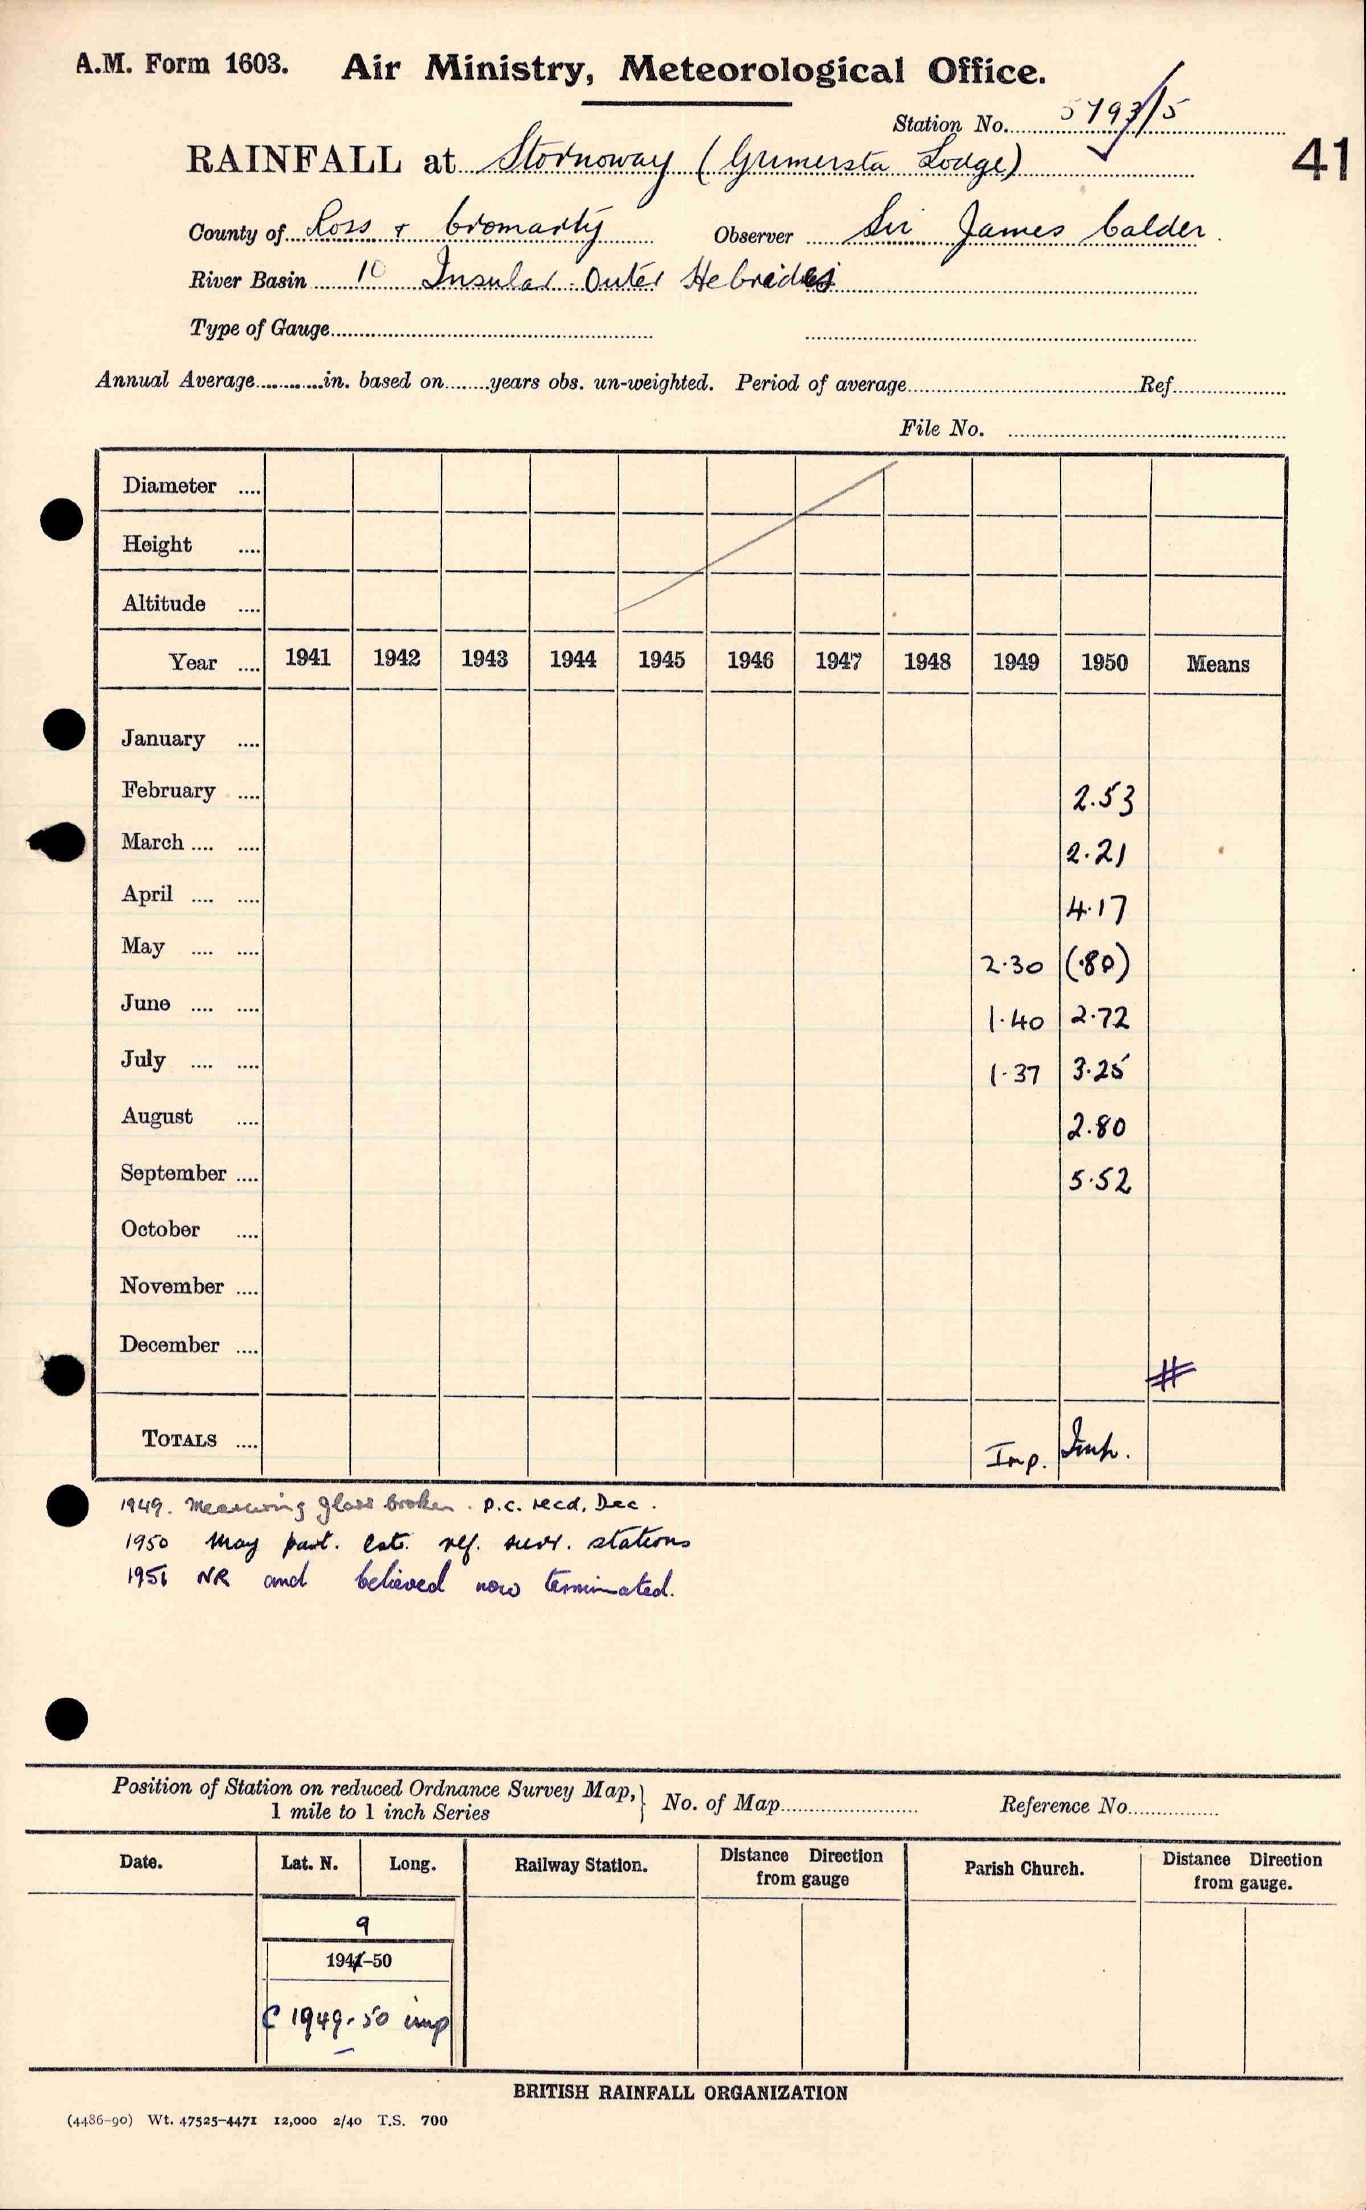 A.M. Form 1603. Air Ministry, Meteorological Office.
Station No. 5793/5
RAINFALL at Stornoway (Grimersta Lodge)
41
County of Ross & Cromarty Observer Sir James Calder.
River Basin 10 Insular Outer Hebrides
Type of Gauge
Annual Average in. based on years obs. un-weighted. Period of average Ref
File No.
Diameter
Height
Altitude
Year 1941 1942 1943 1944 1945 1946 1947 1948 1949 1950 Means
January
February 2.53
March 2.21
April 4.17
May 2.30 (.80)
June 1.40 2.72
July 1.37 3.25
August 2.80
September 5.52
October
November
December
#
TOTALS Imp. Imp.
1949. Measuring glass broken. p.c. recd. Dec.
1950 May part. est. ref. surr. stations
1951 NR and believed now terminated.
Position of Station on reduced Ordnance Survey Map, } No. of Map Reference No.
1 mile to 1 inch Series
Date. Lat. N. Long. Railway Station. Distance Direction from gauge Parish Church. Distance Direction from gauge.
9
1941-50
C 1949-50 imp
BRITISH RAINFALL ORGANIZATION
(4486-90) Wt. 47525-4471 12,000 2/40 T.S. 700